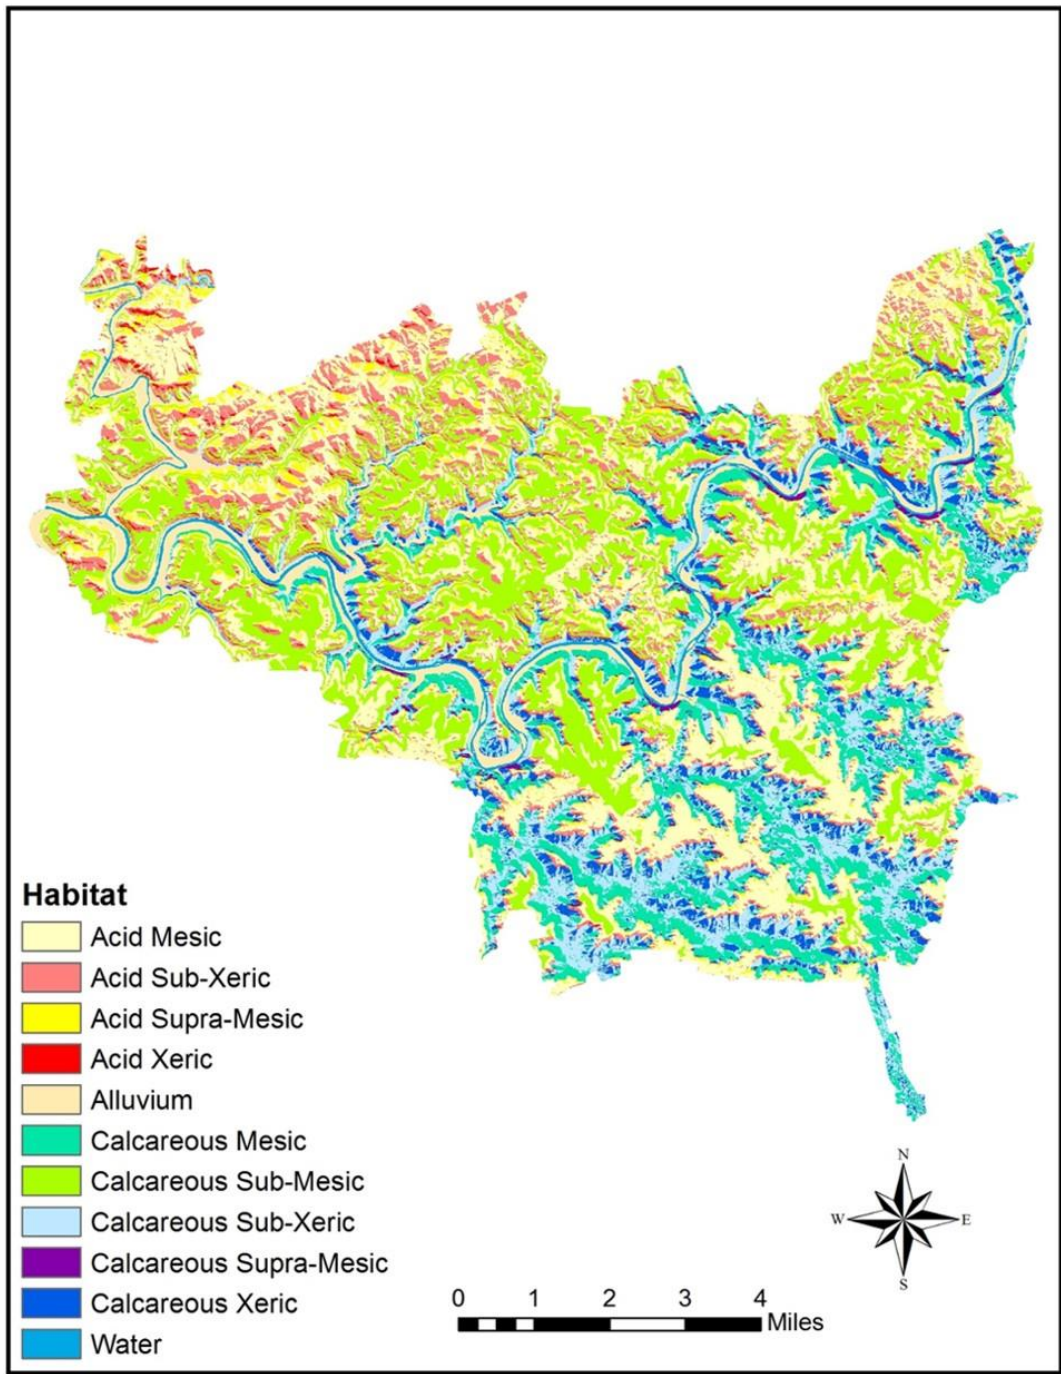 Habitat
Acid Mesic
Acid Sub-Xeric
Acid Supra-Mesic
Acid Xeric
Alluvium
Calcareous Mesic
Calcareous Sub-Mesic
Calcareous Sub-Xeric
Calcareous Supra-Mesic
Calcareous Xeric
Water
N
W E
S
0 1 2 3 4
Miles